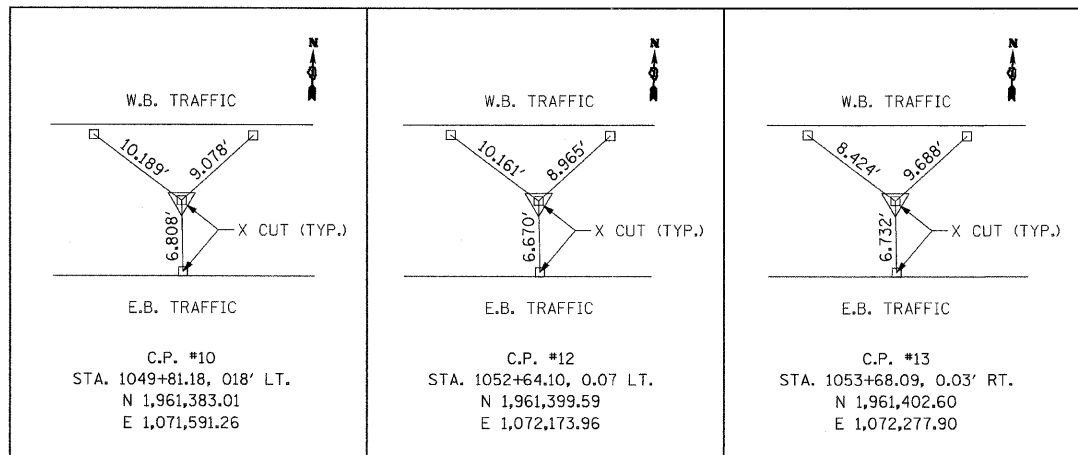 N
W.B. TRAFFIC
10.189'
9.078'
6.808'
X CUT (TYP.)
E.B. TRAFFIC
C.P. #10
STA. 1049+81.18, 018' LT.
N 1,961,383.01
E 1,071,591.26
N
W.B. TRAFFIC
10.161'
8.965'
6.670'
X CUT (TYP.)
E.B. TRAFFIC
C.P. #12
STA. 1052+64.10, 0.07 LT.
N 1,961,399.59
E 1,072,173.96
N
W.B. TRAFFIC
8.424'
9.688'
6.732'
X CUT (TYP.)
E.B. TRAFFIC
C.P. #13
STA. 1053+68.09, 0.03' RT.
N 1,961,402.60
E 1,072,277.90